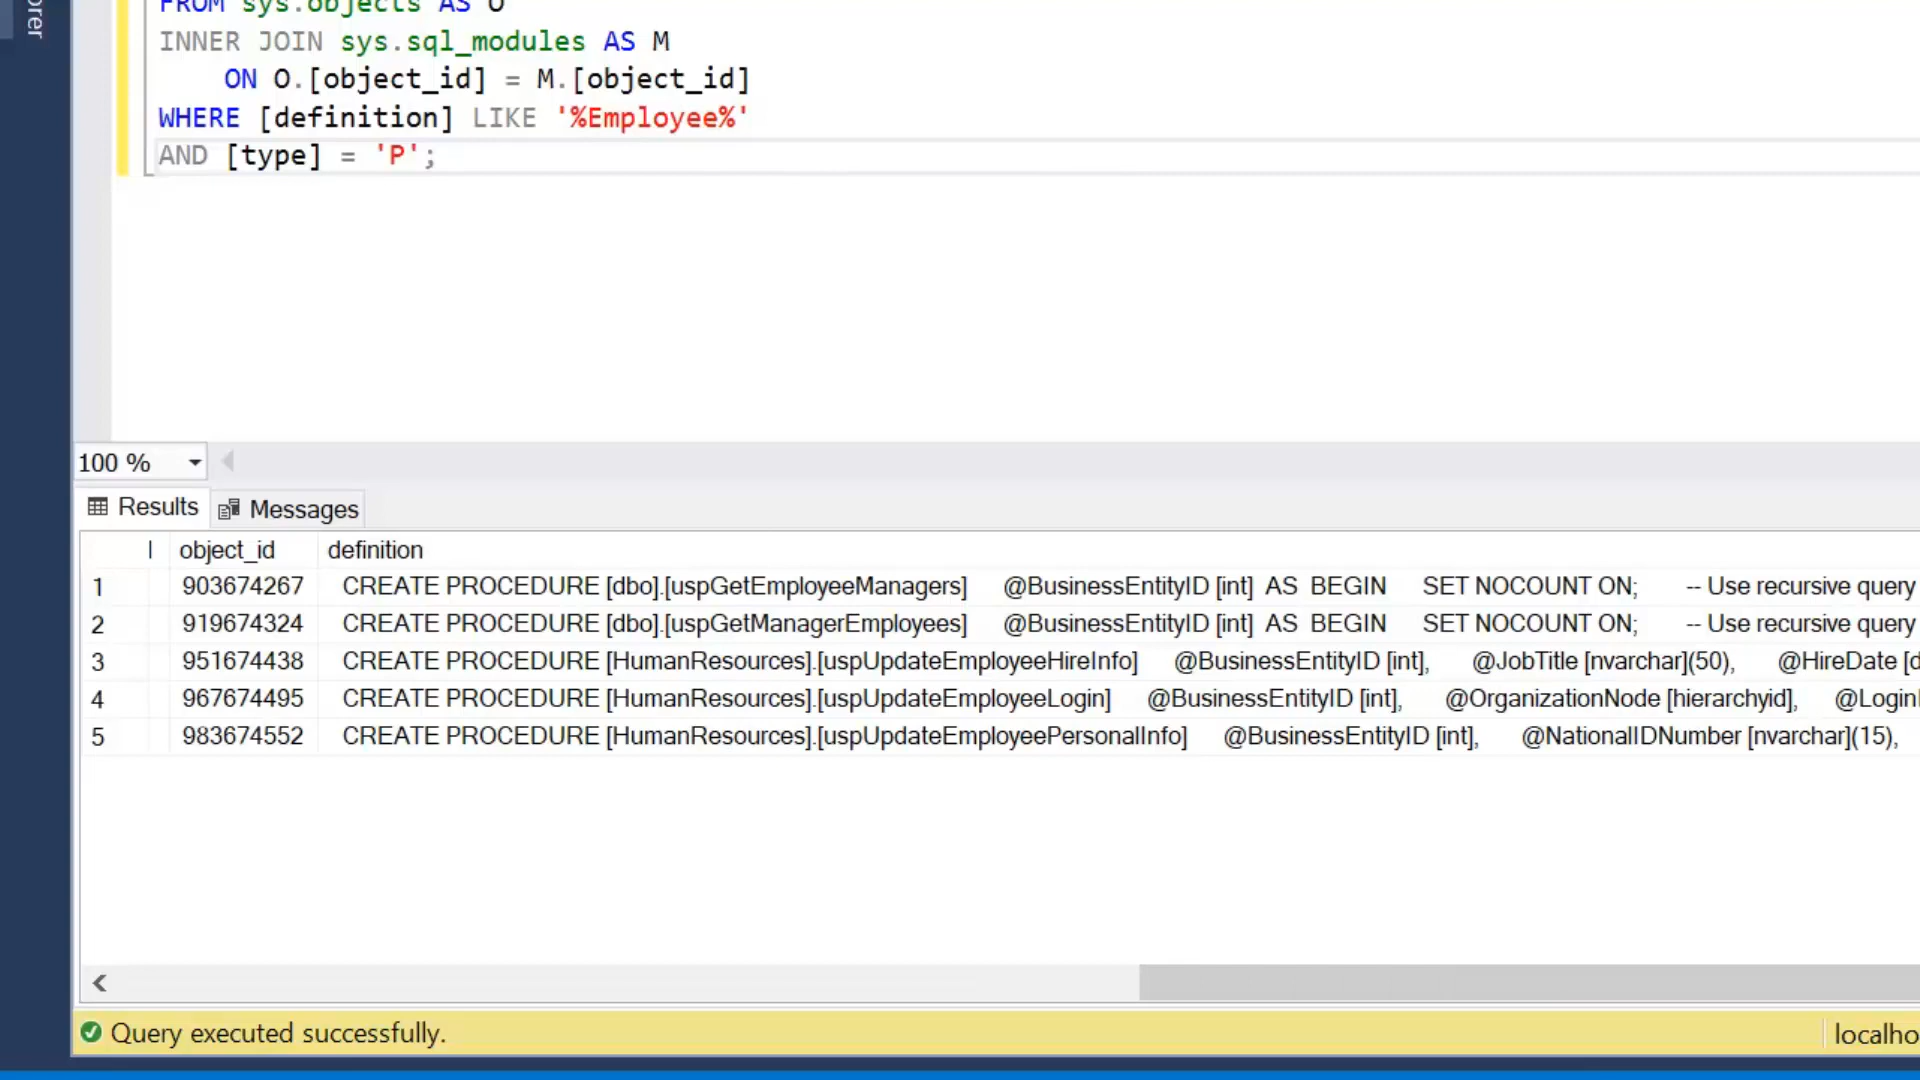 orer
FROM sys.objects AS O
INNER JOIN sys.sql_modules AS M
ON O.[object_id] = M.[object_id]
WHERE [definition] LIKE '%Employee%'
AND [type] = 'P';
100 %
Results Messages
object_id definition
1 903674267 CREATE PROCEDURE [dbo].[uspGetEmployeeManagers] @BusinessEntityID [int] AS BEGIN SET NOCOUNT ON; -- Use recursive query
2 919674324 CREATE PROCEDURE [dbo].[uspGetManagerEmployees] @BusinessEntityID [int] AS BEGIN SET NOCOUNT ON; -- Use recursive query
3 951674438 CREATE PROCEDURE [HumanResources].[uspUpdateEmployeeHireInfo] @BusinessEntityID [int], @JobTitle [nvarchar](50), @HireDate [d
4 967674495 CREATE PROCEDURE [HumanResources].[uspUpdateEmployeeLogin] @BusinessEntityID [int], @OrganizationNode [hierarchyid], @LoginI
5 983674552 CREATE PROCEDURE [HumanResources].[uspUpdateEmployeePersonalInfo] @BusinessEntityID [int], @NationalIDNumber [nvarchar](15),
Query executed successfully.
localho